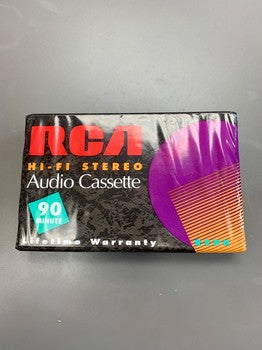 RCA
HI-FI STEREO
Audio Cassette
90
MINUTE
Lifetime Warranty